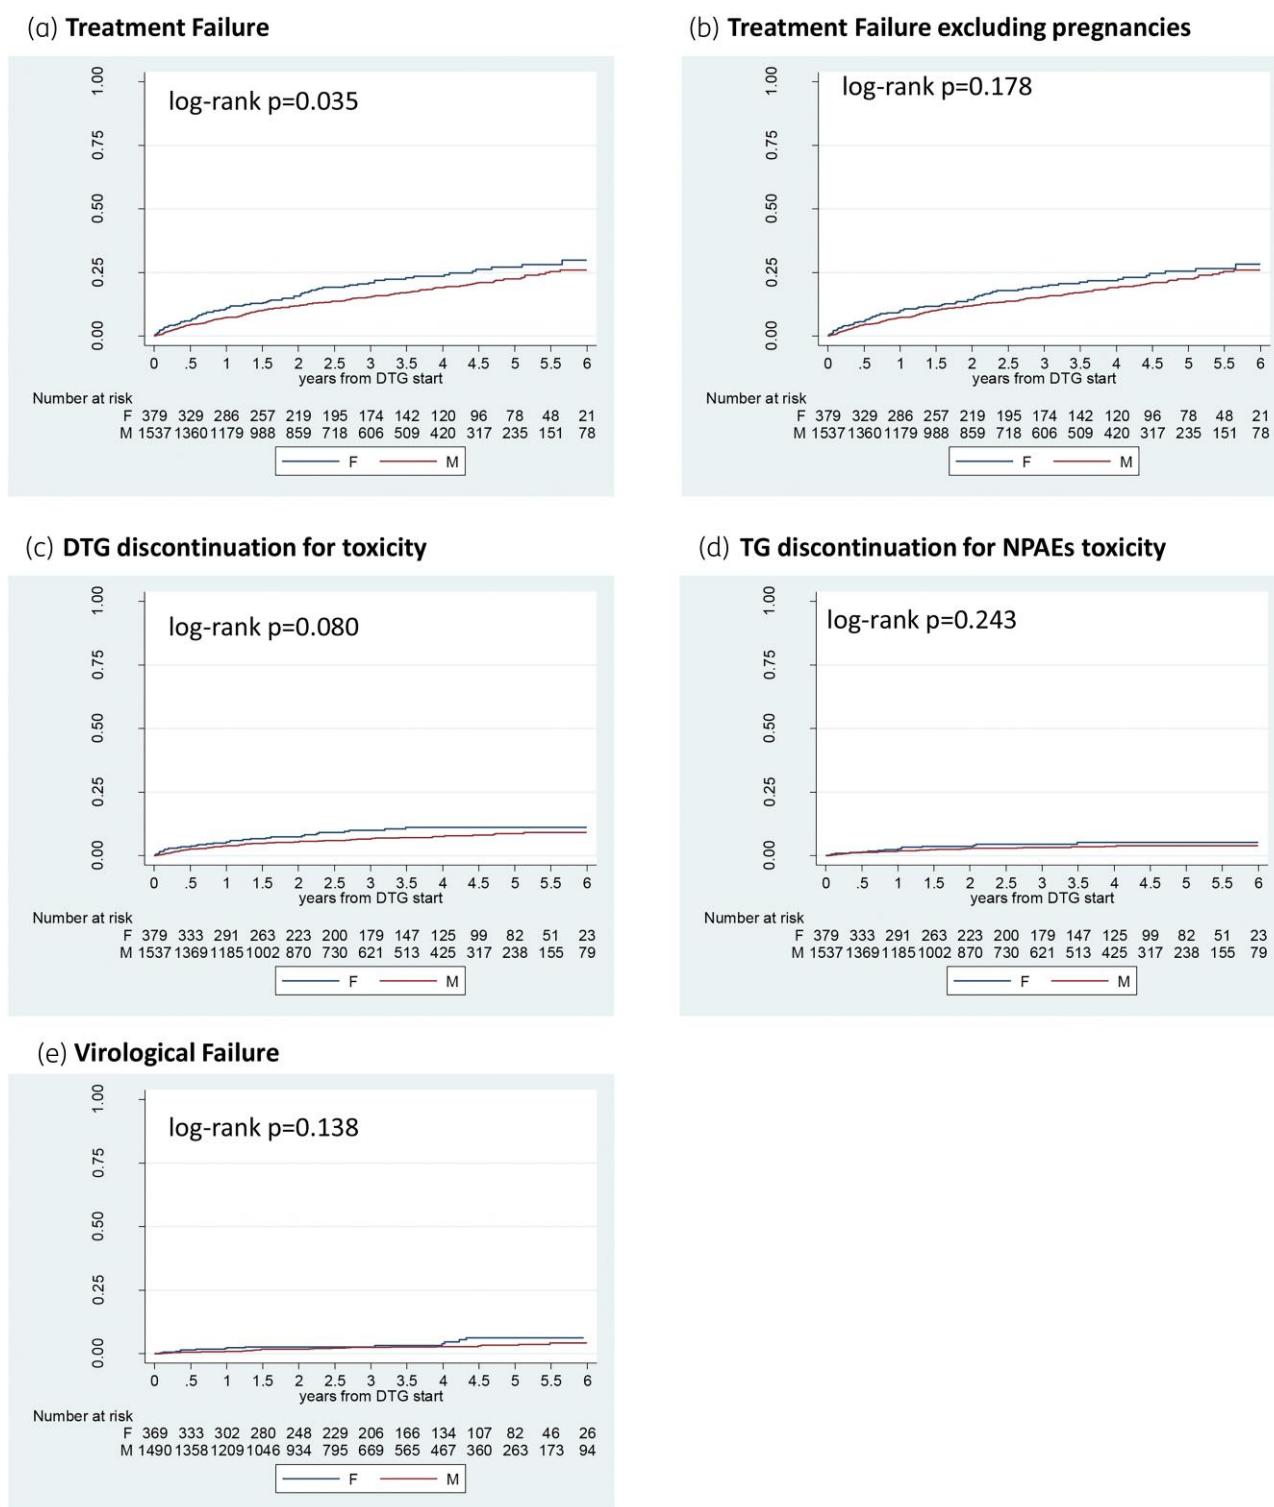 (a) Treatment Failure
log-rank p=0.035
1.00
0.75
0.50
0.25
0.00
0 .5 1 1.5 2 2.5 3 3.5 4 4.5 5 5.5 6
years from DTG start
Number at risk
F 379 329 286 257 219 195 174 142 120 96 78 48 21
M 1537 1360 1179 988 859 718 606 509 420 317 235 151 78
F M
(b) Treatment Failure excluding pregnancies
log-rank p=0.178
1.00
0.75
0.50
0.25
0.00
0 .5 1 1.5 2 2.5 3 3.5 4 4.5 5 5.5 6
years from DTG start
Number at risk
F 379 329 286 257 219 195 174 142 120 96 78 48 21
M 1537 1360 1179 988 859 718 606 509 420 317 235 151 78
F M
(c) DTG discontinuation for toxicity
log-rank p=0.080
1.00
0.75
0.50
0.25
0.00
0 .5 1 1.5 2 2.5 3 3.5 4 4.5 5 5.5 6
years from DTG start
Number at risk
F 379 333 291 263 223 200 179 147 125 99 82 51 23
M 1537 1369 1185 1002 870 730 621 513 425 317 238 155 79
F M
(d) TG discontinuation for NPAEs toxicity
log-rank p=0.243
1.00
0.75
0.50
0.25
0.00
0 .5 1 1.5 2 2.5 3 3.5 4 4.5 5 5.5 6
years from DTG start
Number at risk
F 379 333 291 263 223 200 179 147 125 99 82 51 23
M 1537 1369 1185 1002 870 730 621 513 425 317 238 155 79
F M
(e) Virological Failure
log-rank p=0.138
1.00
0.75
0.50
0.25
0.00
0 .5 1 1.5 2 2.5 3 3.5 4 4.5 5 5.5 6
years from DTG start
Number at risk
F 369 333 302 280 248 229 206 166 134 107 82 46 26
M 1490 1358 1209 1046 934 795 669 565 467 360 263 173 94
F M